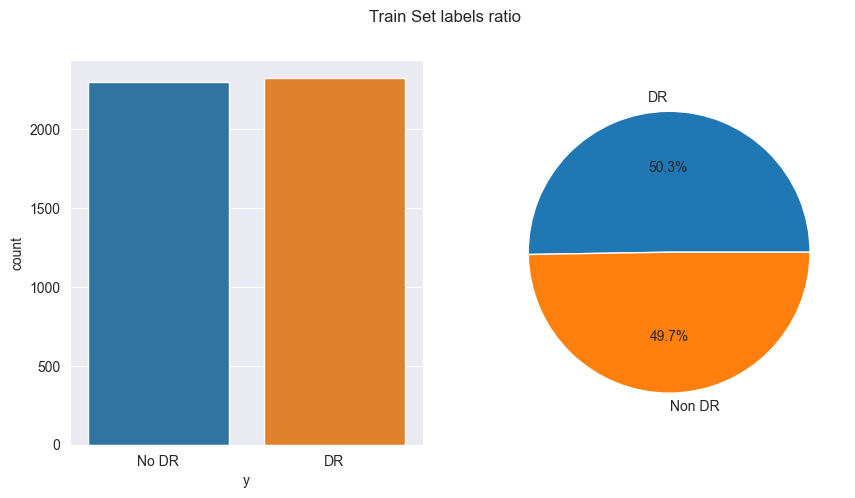 Train Set labels ratio
2000
1500
1000
500
0
count
No DR
DR
y
DR
50.3%
49.7%
Non DR